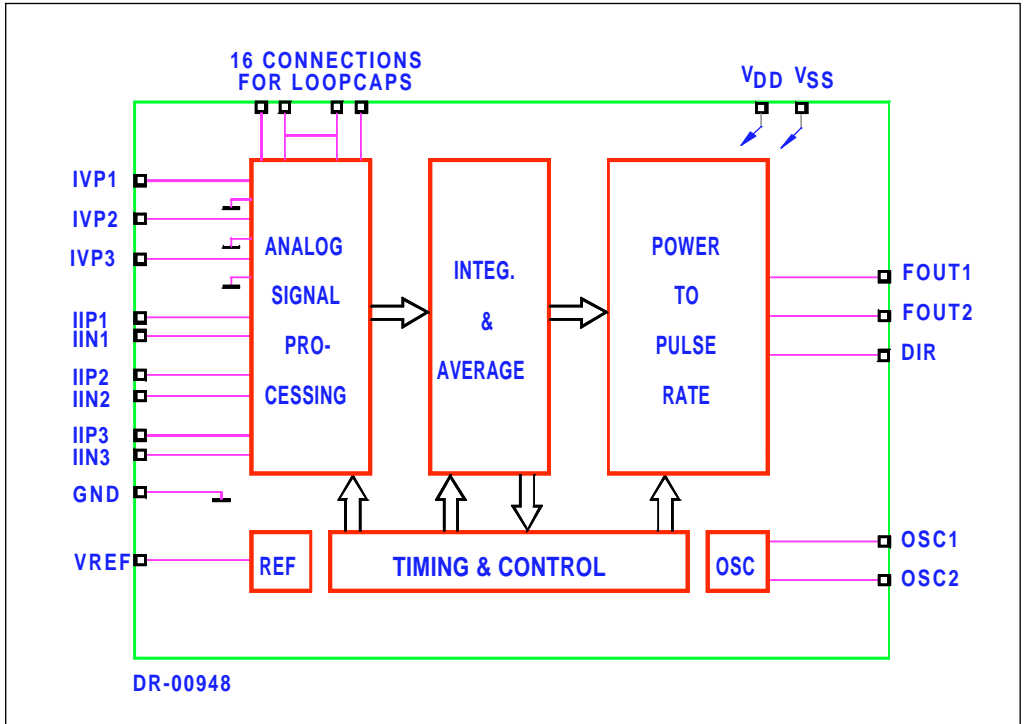 16 CONNECTIONS
FOR LOOPCAPS
VDD VSS
IVP1
IVP2
IVP3
IIP1
IIN1
IIP2
IIN2
IIP3
IIN3
GND
VREF
ANALOG
SIGNAL
PRO-
CESSING
INTEG.
&
AVERAGE
POWER
TO
PULSE
RATE
FOUT1
FOUT2
DIR
REF
TIMING & CONTROL
OSC
OSC1
OSC2
DR-00948